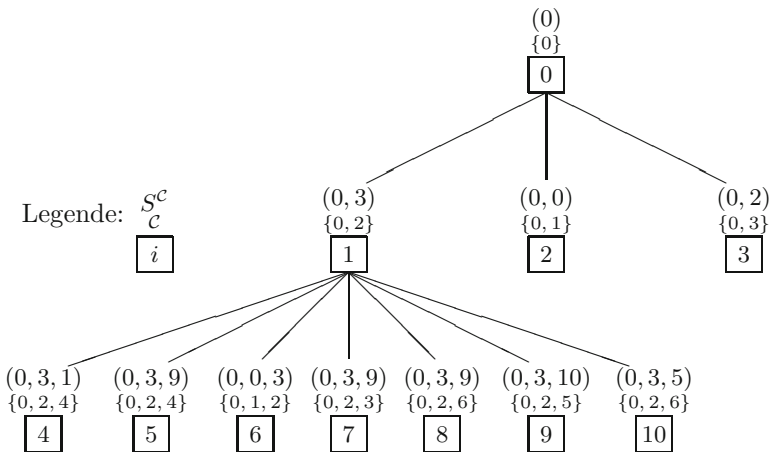 (0)
{0}
0
Legende: S^𝒞 (0, 3) (0, 0) (0, 2)
𝒞 {0, 2} {0, 1} {0, 3}
i 1 2 3
(0, 3, 1) (0, 3, 9) (0, 0, 3) (0, 3, 9) (0, 3, 9) (0, 3, 10) (0, 3, 5)
{0, 2, 4} {0, 2, 4} {0, 1, 2} {0, 2, 3} {0, 2, 6} {0, 2, 5} {0, 2, 6}
4 5 6 7 8 9 10